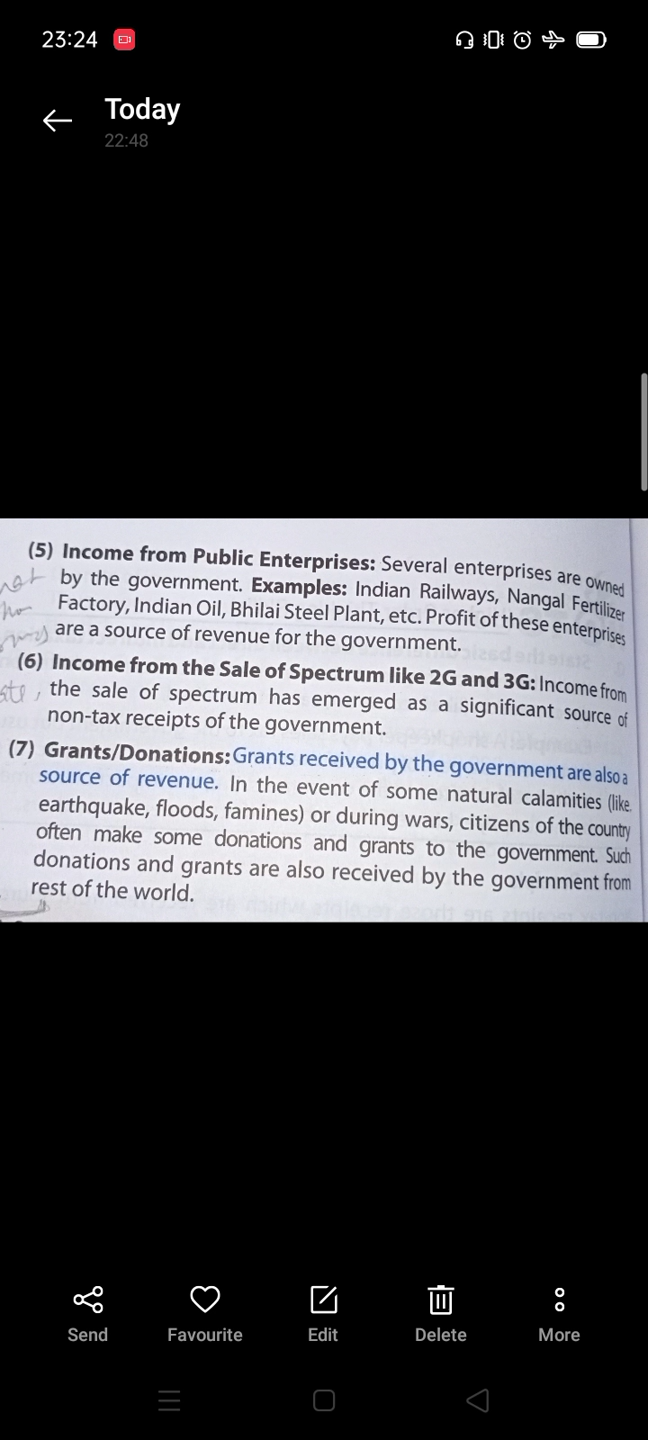 23:24
Today
22:48
(5) Income from Public Enterprises: Several enterprises are owned
by the government. Examples: Indian Railways, Nangal Fertilizer
Factory, Indian Oil, Bhilai Steel Plant, etc. Profit of these enterprises
are a source of revenue for the government.
(6) Income from the Sale of Spectrum like 2G and 3G: Income from
the sale of spectrum has emerged as a significant source of
non-tax receipts of the government.
(7) Grants/Donations: Grants received by the government are also a
source of revenue. In the event of some natural calamities (like
earthquake, floods, famines) or during wars, citizens of the country
often make some donations and grants to the government. Such
donations and grants are also received by the government from
rest of the world.
Send Favourite Edit Delete More